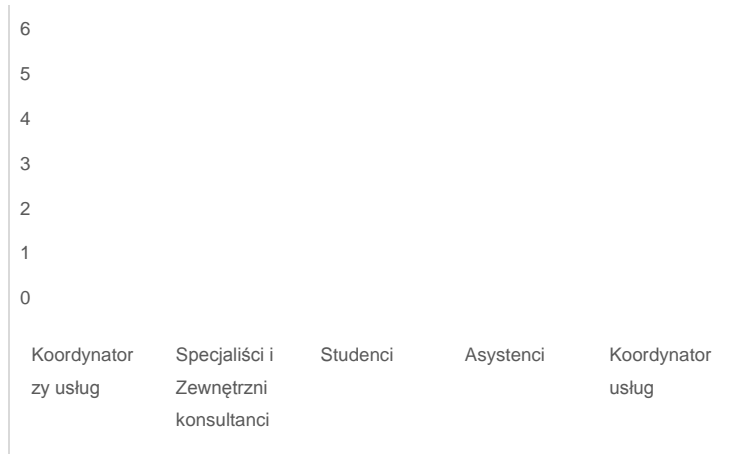 6
5
4
3
2
1
0
Koordynator
zy usług
Specjaliści i
Zewnętrzni
konsultanci
Studenci
Asystenci
Koordynator
usług